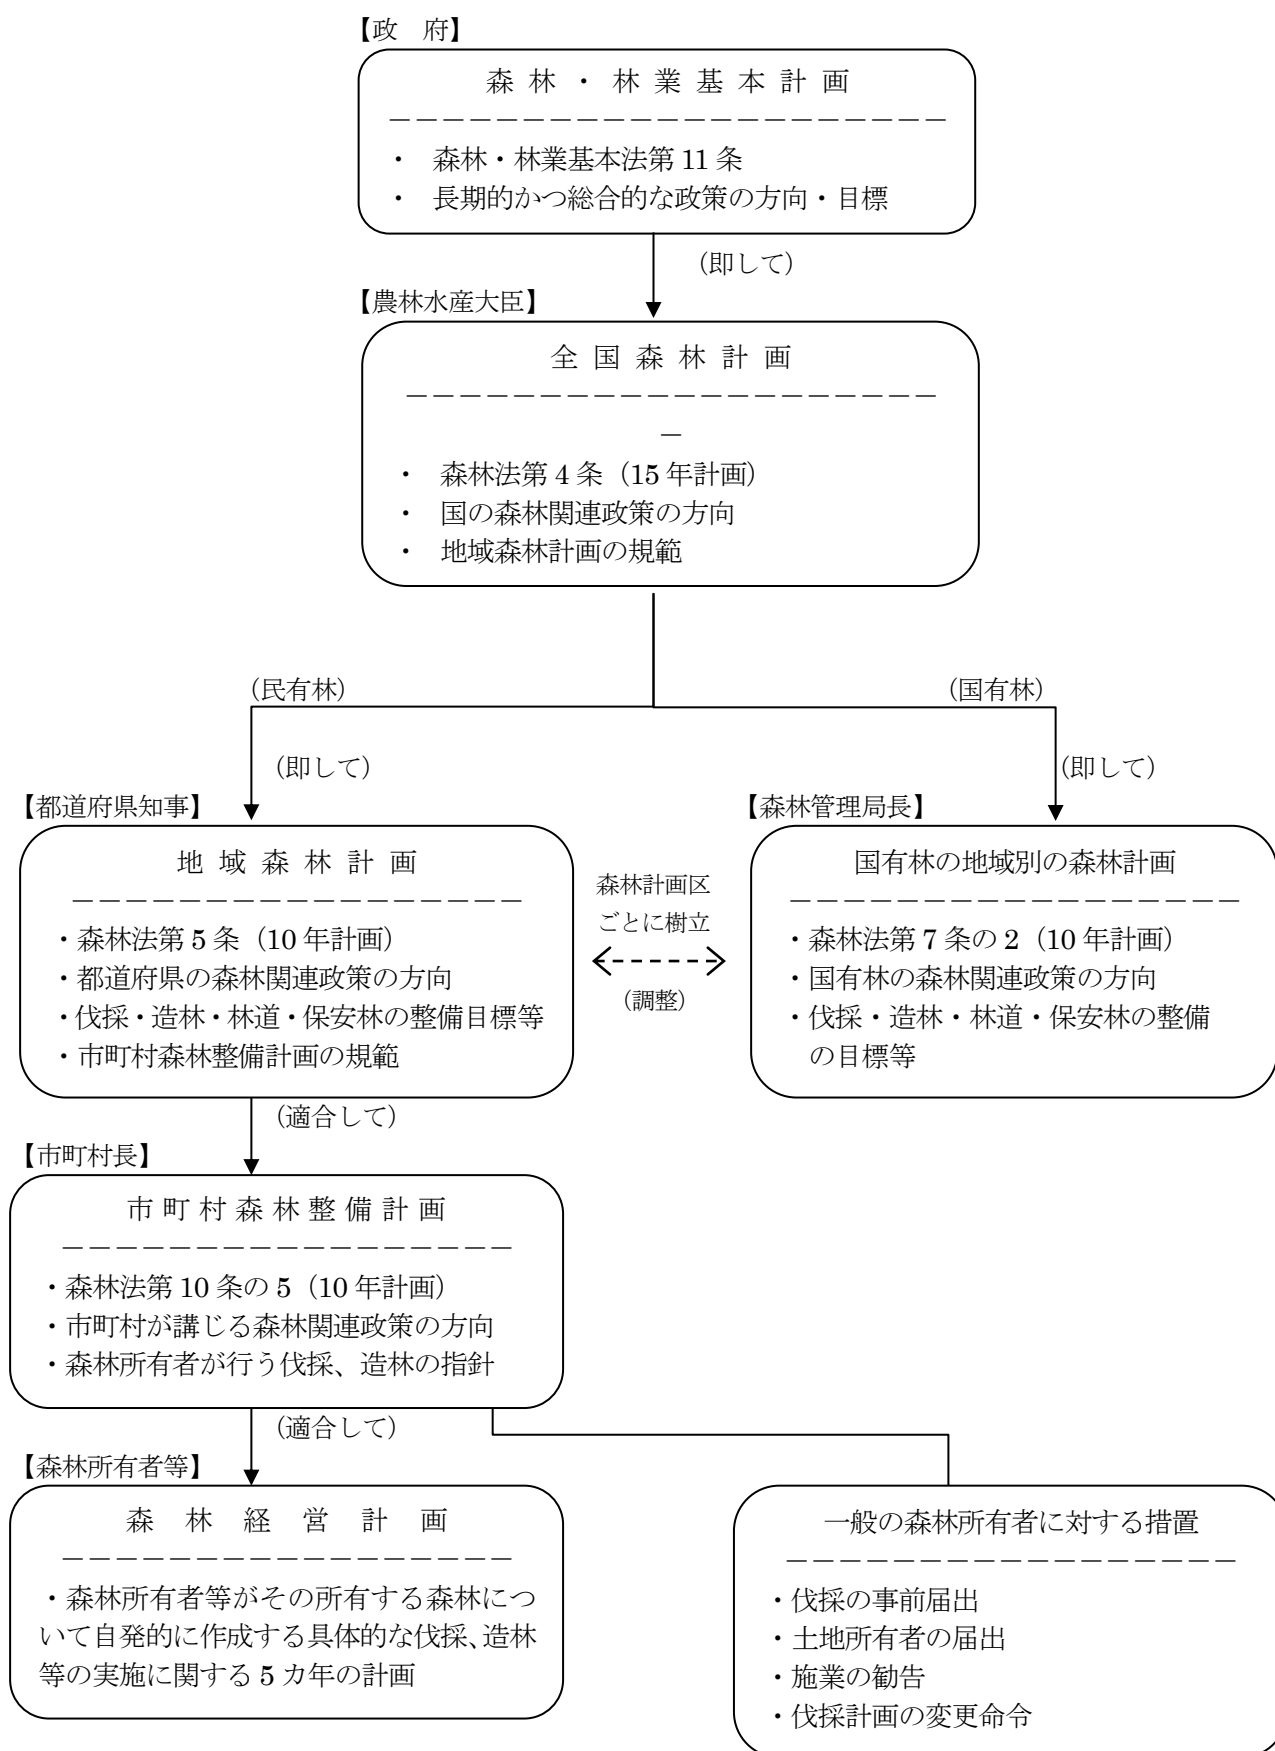 【政　府】
森林・林業基本計画
－－－－－－－－－－－－－－－－－－－－－
・　森林・林業基本法第 11 条
・　長期的かつ総合的な政策の方向・目標
（即して）
【農林水産大臣】
全国森林計画
－－－－－－－－－－－－－－－－－－－－
－
・　森林法第 4 条（15 年計画）
・　国の森林関連政策の方向
・　地域森林計画の規範
（民有林）
（国有林）
（即して）
（即して）
【都道府県知事】
地域森林計画
－－－－－－－－－－－－－－－－－
・森林法第 5 条（10 年計画）
・都道府県の森林関連政策の方向
・伐採・造林・林道・保安林の整備目標等
・市町村森林整備計画の規範
森林計画区
ごとに樹立
（調整）
【森林管理局長】
国有林の地域別の森林計画
－－－－－－－－－－－－－－－－－
・森林法第 7 条の 2（10 年計画）
・国有林の森林関連政策の方向
・伐採・造林・林道・保安林の整備
の目標等
（適合して）
【市町村長】
市町村森林整備計画
－－－－－－－－－－－－－－－－－
・森林法第 10 条の 5（10 年計画）
・市町村が講じる森林関連政策の方向
・森林所有者が行う伐採、造林の指針
（適合して）
【森林所有者等】
森　林　経　営　計　画
－－－－－－－－－－－－－－－－－
・森林所有者等がその所有する森林につ
いて自発的に作成する具体的な伐採、造林
等の実施に関する 5 カ年の計画
一般の森林所有者に対する措置
－－－－－－－－－－－－－－－－－
・伐採の事前届出
・土地所有者の届出
・施業の勧告
・伐採計画の変更命令